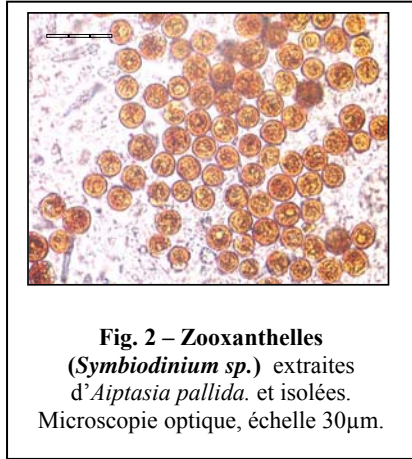 Fig. 2 – Zooxanthelles
(Symbiodinium sp.) extraites
d'Aiptasia pallida. et isolées.
Microscopie optique, échelle 30µm.